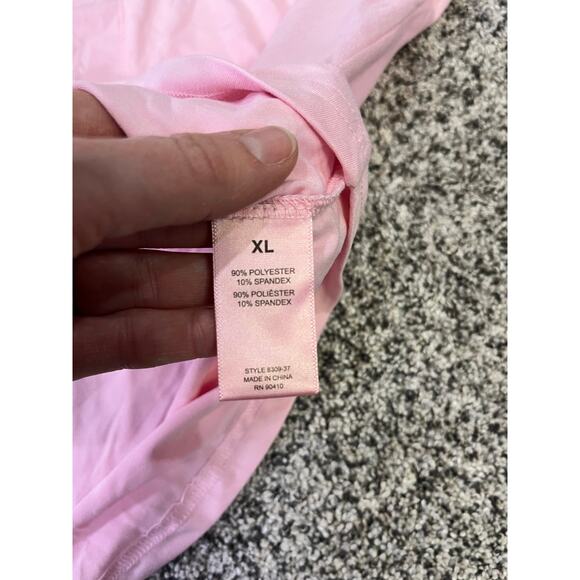 XL
90% POLYESTER
10% SPANDEX
90% POLIÉSTER
10% SPANDEX
STYLE 8309-37
MADE IN CHINA
RN 90410